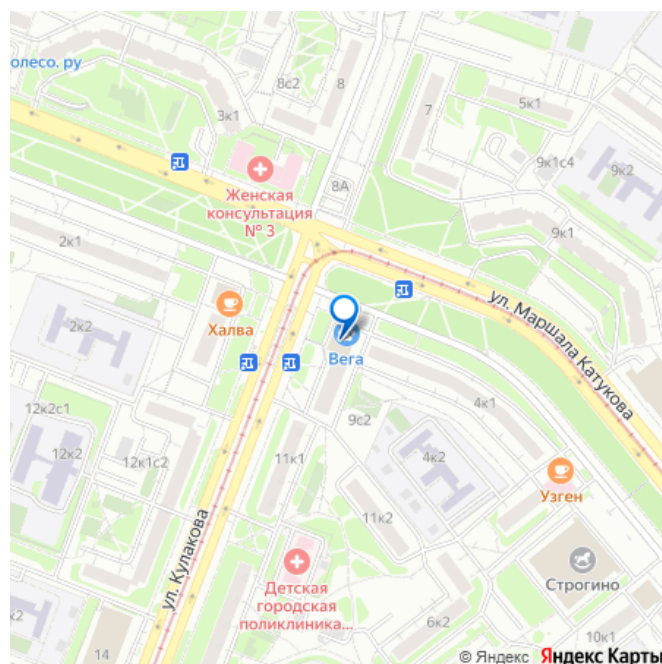 олесо.ру
8с2
8
3к1
7
5к1
9к1с4
9к2
Женская
консультация
№ 3
8А
2к1
9к1
ул. Маршала Катукова
Халва
2к2
Вега
12к2с1
12к2
12к1с2
9с2
4к1
11к1
4к2
Узген
ул. Кулакова
11к2
Детская
городская
поликлиника...
Строгино
6к2
10к1
14
© Яндекс Яндекс Карты